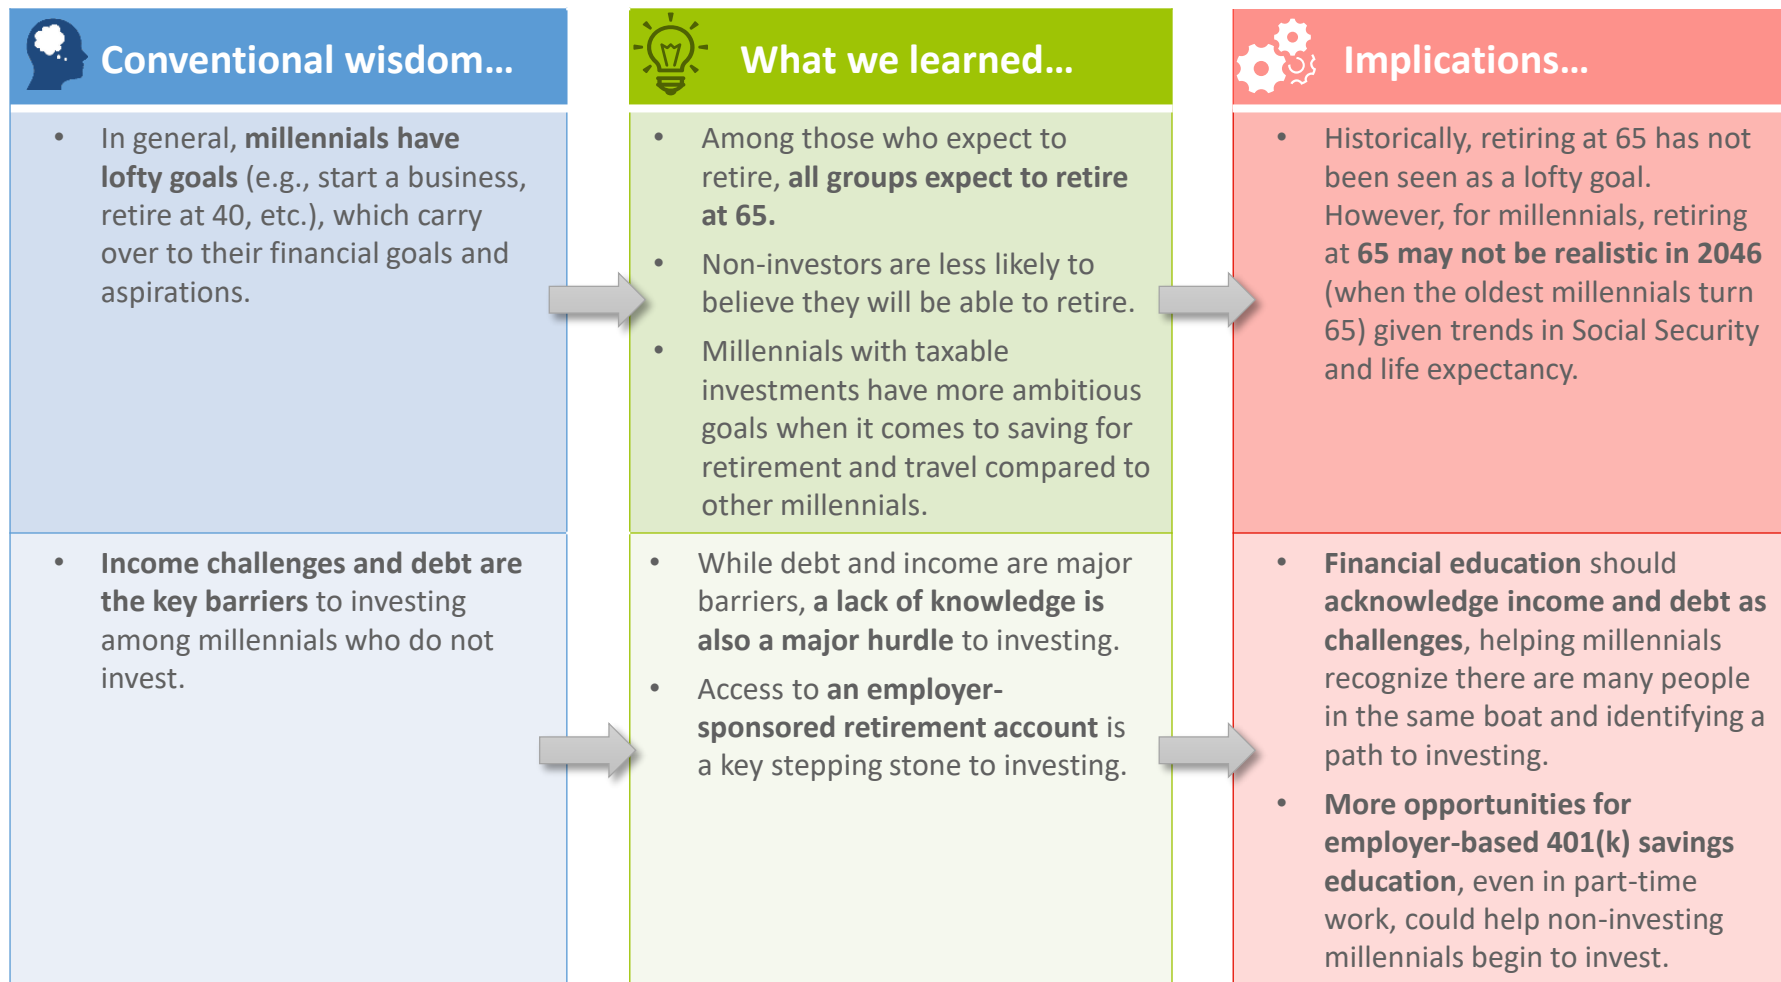 Conventional wisdom…
What we learned…
Implications…
• In general, millennials have
lofty goals (e.g., start a business,
retire at 40, etc.), which carry
over to their financial goals and
aspirations.
• Among those who expect to
retire, all groups expect to retire
at 65.
• Non-investors are less likely to
believe they will be able to retire.
• Millennials with taxable
investments have more ambitious
goals when it comes to saving for
retirement and travel compared to
other millennials.
• Historically, retiring at 65 has not
been seen as a lofty goal.
However, for millennials, retiring
at 65 may not be realistic in 2046
(when the oldest millennials turn
65) given trends in Social Security
and life expectancy.
• Income challenges and debt are
the key barriers to investing
among millennials who do not
invest.
• While debt and income are major
barriers, a lack of knowledge is
also a major hurdle to investing.
• Access to an employer-
sponsored retirement account is
a key stepping stone to investing.
• Financial education should
acknowledge income and debt as
challenges, helping millennials
recognize there are many people
in the same boat and identifying a
path to investing.
• More opportunities for
employer-based 401(k) savings
education, even in part-time
work, could help non-investing
millennials begin to invest.